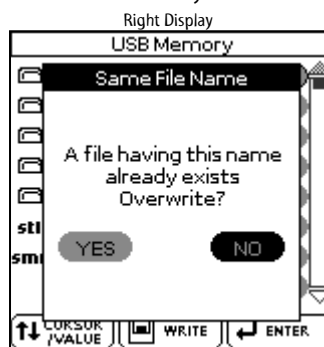 Right Display
USB Memory
Same File Name
A file having this name
already exists
Overwrite?
YES
NO
CURSOR
/VALUE
WRITE
ENTER